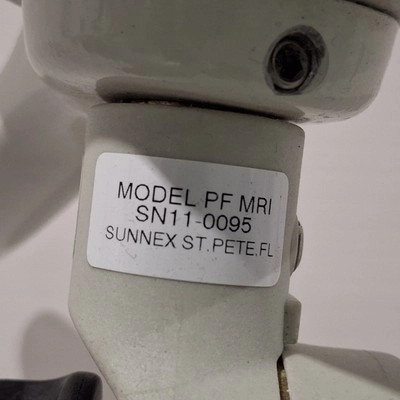 MODEL PF MRI
SN11-0095
SUNNEX ST.PETE.FL